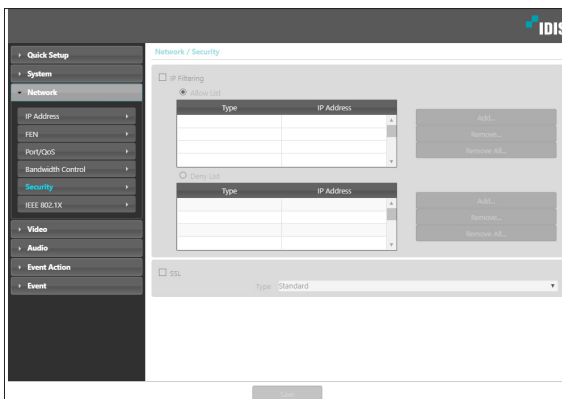 IDIS
Quick Setup
System
Network
IP Address
FEN
Port/QoS
Bandwidth Control
Security
IEEE 802.1X
Video
Audio
Event Action
Event
Network / Security
IP Filtering
Allow List
Type IP Address
Add...
Remove...
Remove All...
Deny List
Type IP Address
Add...
Remove...
Remove All...
SSL
Type Standard